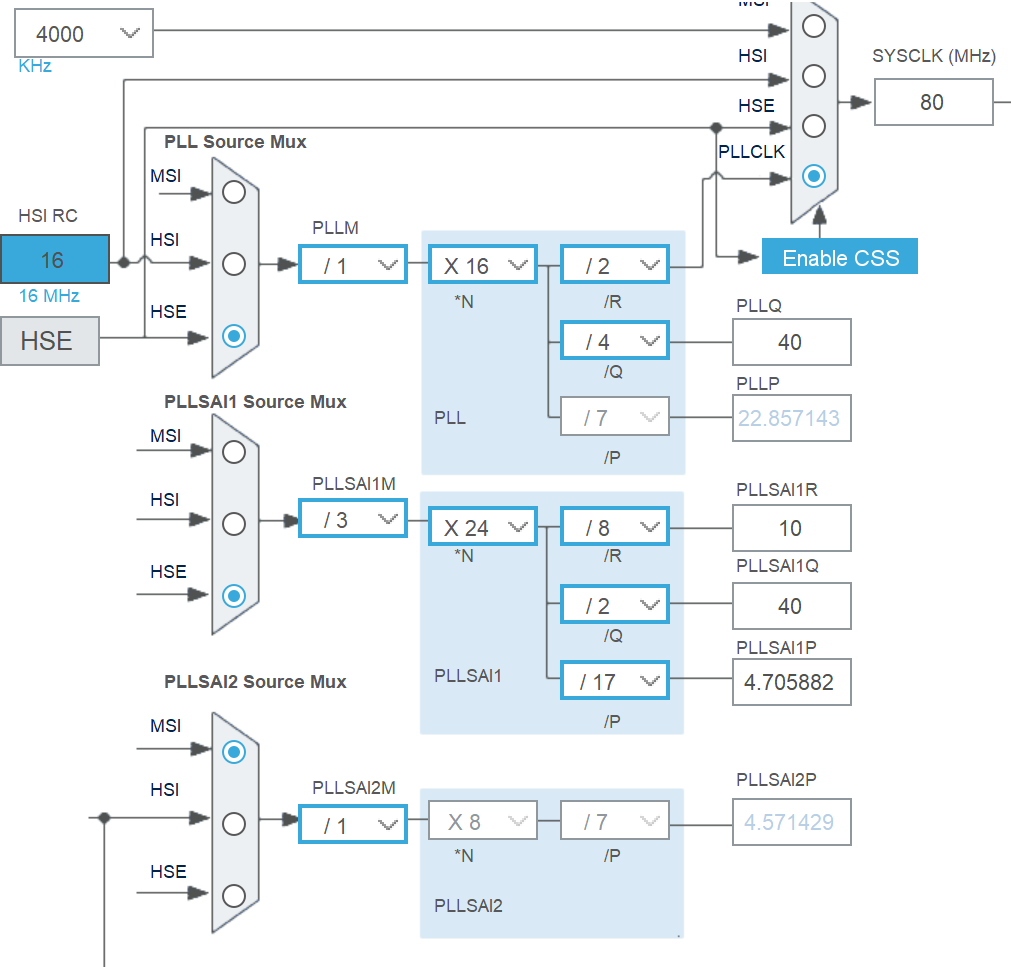 MSI
4000
KHz
HSI
SYSCLK (MHz)
80
HSE
PLL Source Mux
PLLCLK
MSI
HSI RC
16
16 MHz
HSE
HSI
HSE
PLLM
/ 1
X 16
*N
/ 2
/R
/ 4
/Q
/ 7
/P
PLL
Enable CSS
PLLQ
40
PLLP
22.857143
PLLSAI1 Source Mux
MSI
HSI
HSE
PLLSAI1M
/ 3
X 24
*N
/ 8
/R
/ 2
/Q
/ 17
/P
PLLSAI1
PLLSAI1R
10
PLLSAI1Q
40
PLLSAI1P
4.705882
PLLSAI2 Source Mux
MSI
HSI
HSE
PLLSAI2M
/ 1
X 8
*N
/ 7
/P
PLLSAI2
PLLSAI2P
4.571429